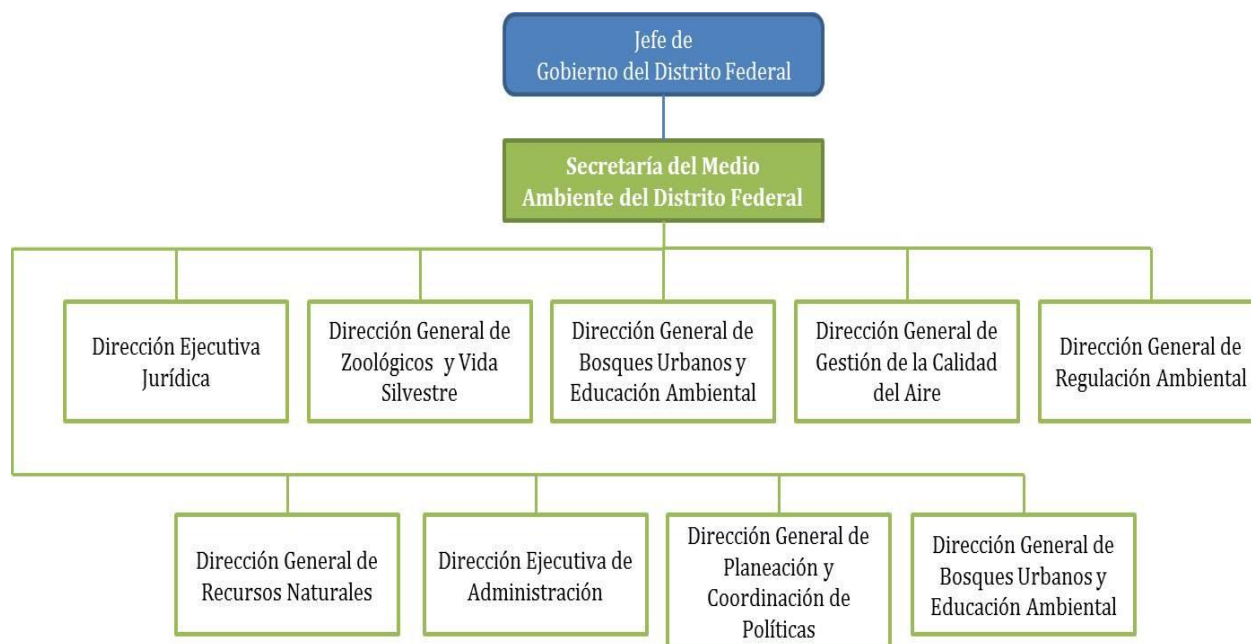 Jefe de
Gobierno del Distrito Federal
Secretaría del Medio
Ambiente del Distrito Federal
Dirección Ejecutiva
Jurídica
Dirección General de
Zoológicos y Vida
Silvestre
Dirección General de
Bosques Urbanos y
Educación Ambiental
Dirección General de
Gestión de la Calidad
del Aire
Dirección General de
Regulación Ambiental
Dirección General de
Recursos Naturales
Dirección Ejecutiva de
Administración
Dirección General de
Planeación y
Coordinación de
Políticas
Dirección General de
Bosques Urbanos y
Educación Ambiental